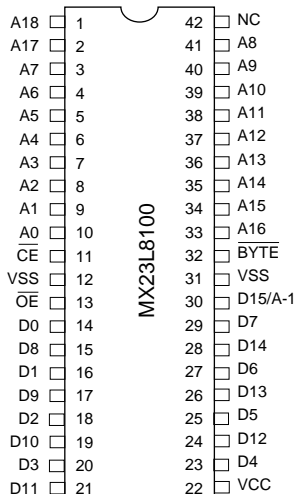 A18 1 42 NC
A17 2 41 A8
A7 3 40 A9
A6 4 39 A10
A5 5 38 A11
A4 6 37 A12
A3 7 36 A13
A2 8 35 A14
A1 9 34 A15
A0 10 33 A16
C̅E̅ 11 32 B̅Y̅T̅E̅
VSS 12 31 VSS
O̅E̅ 13 30 D15/A-1
D0 14 29 D7
D8 15 28 D14
D1 16 27 D6
D9 17 26 D13
D2 18 25 D5
D10 19 24 D12
D3 20 23 D4
D11 21 22 VCC
MX23L8100